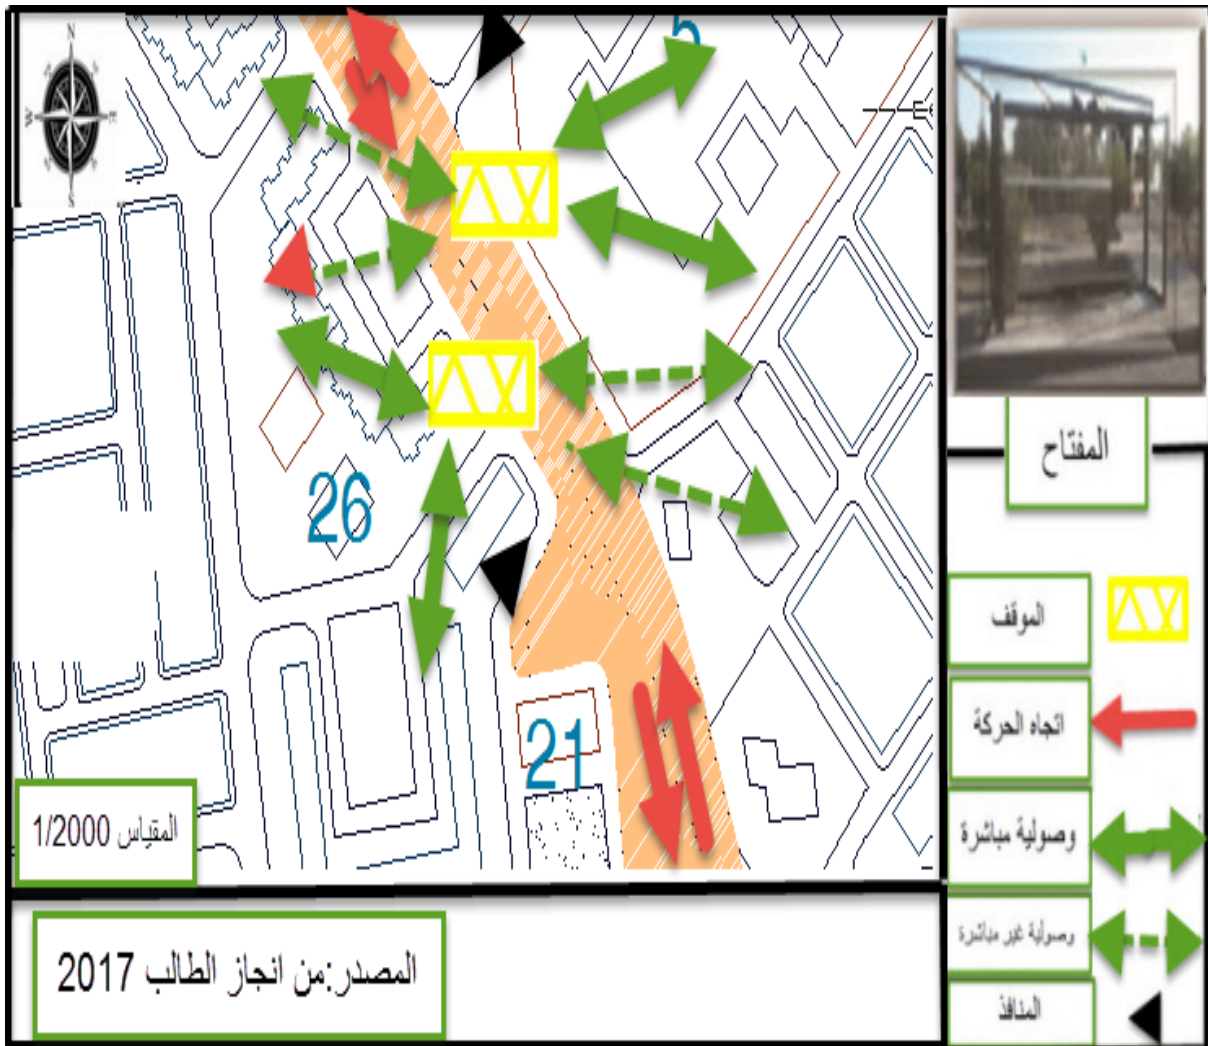 N
W
S
5
26
21
المفتاح
الموقف
اتجاه الحركة
وصولية مباشرة
وصولية غير مباشرة
المنافذ
المقياس 1/2000
المصدر:من انجاز الطالب 2017